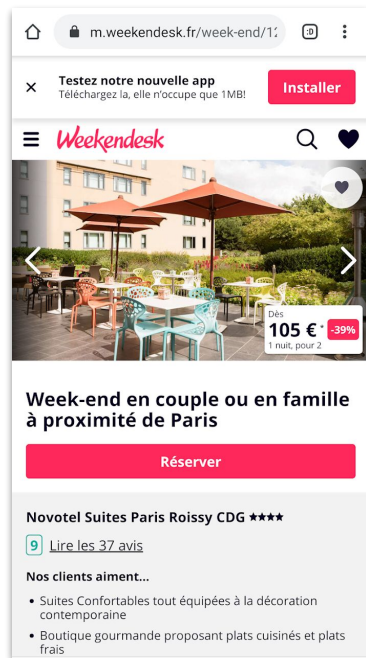 m.weekendesk.fr/week-end/12
:D
Testez notre nouvelle app
Téléchargez la, elle n'occupe que 1MB!
Installer
Weekendesk
Dès
105 € * -39%
1 nuit, pour 2
Week-end en couple ou en famille
à proximité de Paris
Réserver
Novotel Suites Paris Roissy CDG ★★★★
9 Lire les 37 avis
Nos clients aiment...
• Suites Confortables tout équipées à la décoration
contemporaine
• Boutique gourmande proposant plats cuisinés et plats
frais